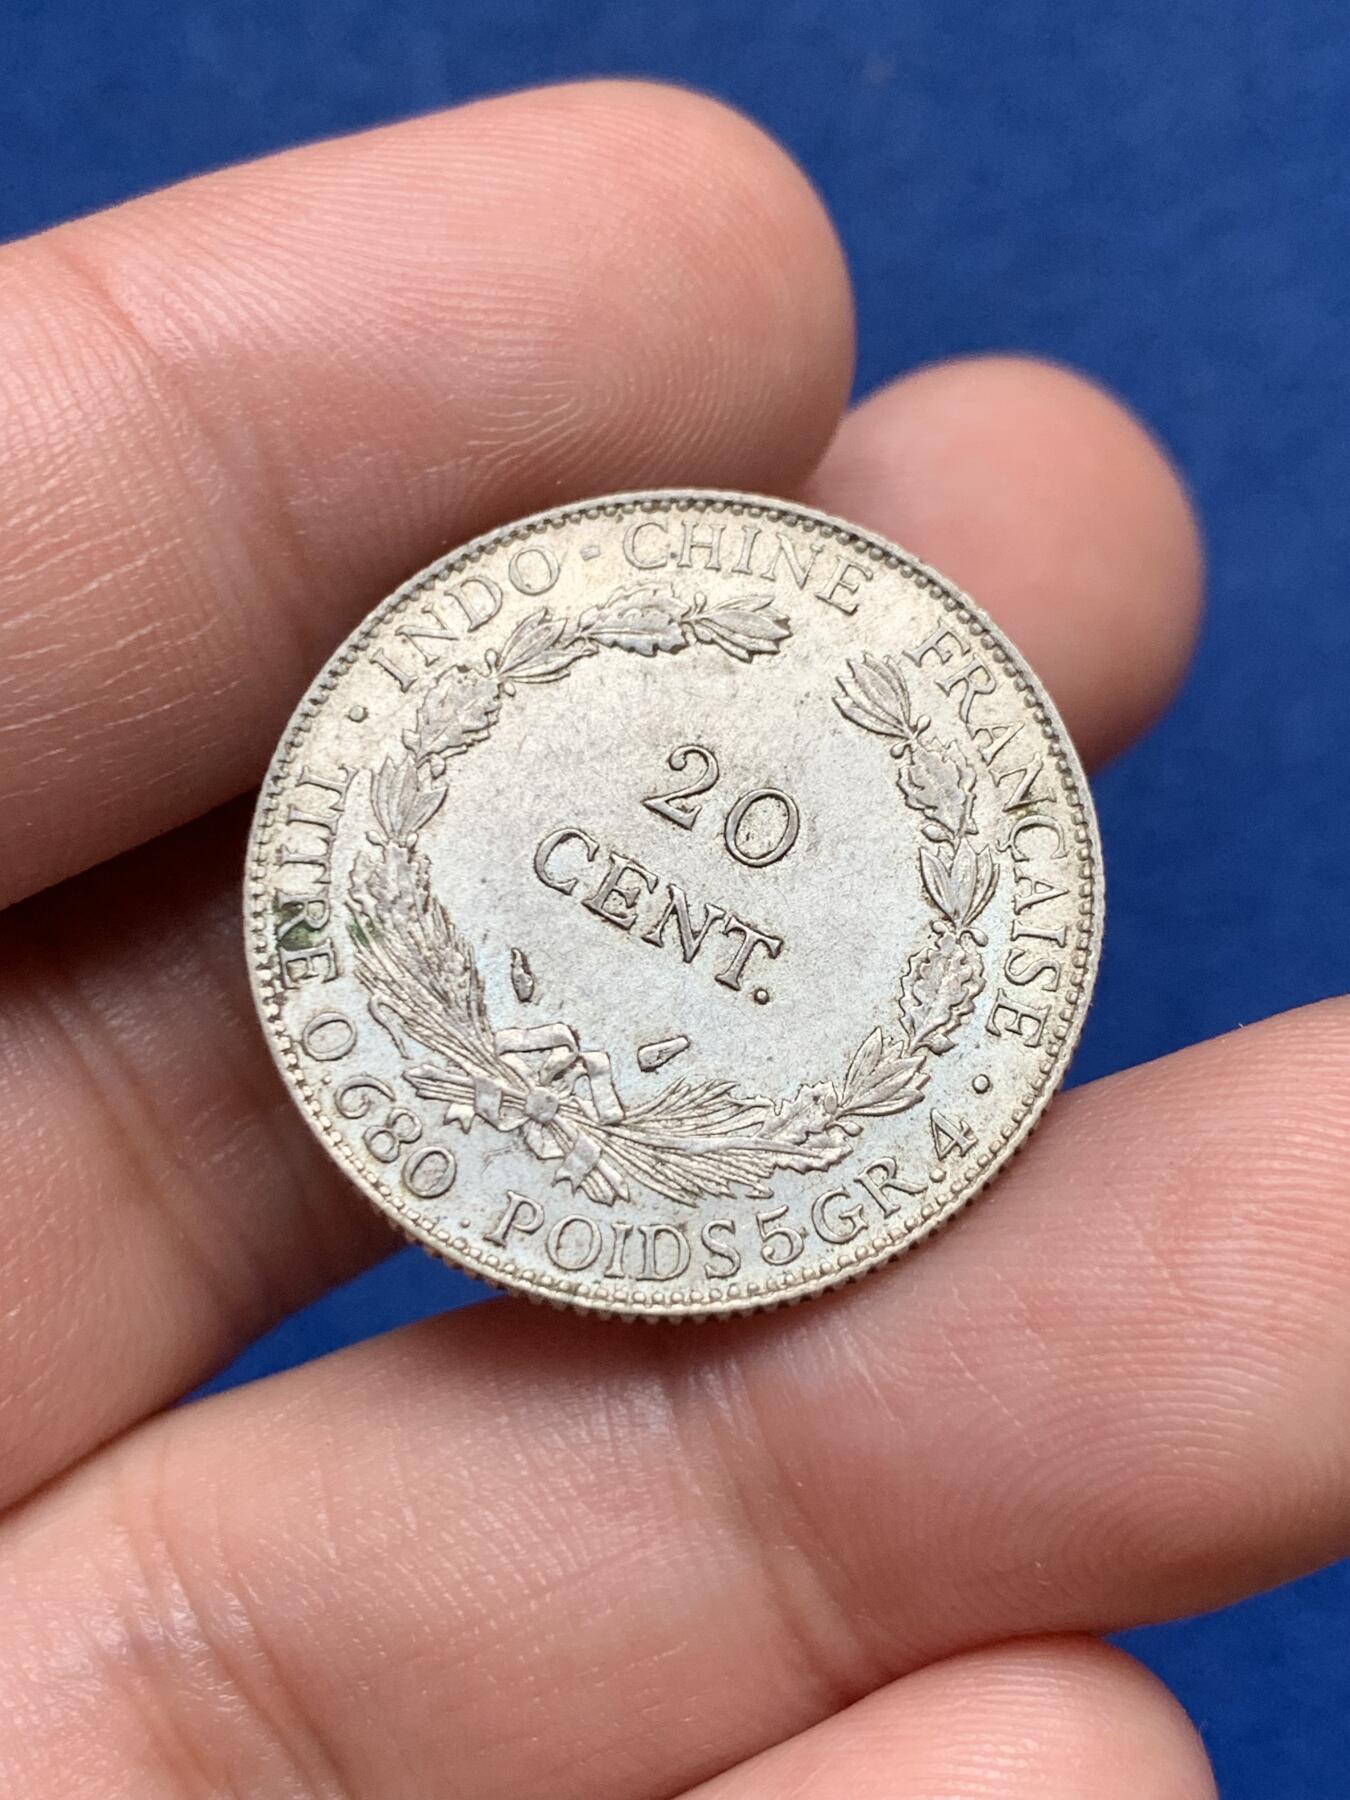 INDO - CHINE FRANÇAISE
20
CENT.
• TITRE 0.680 . POIDS 5 GR. 4 •